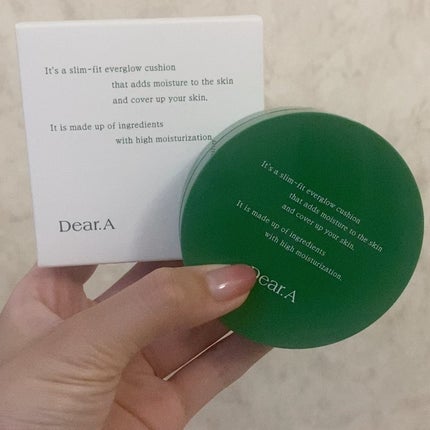 It's a slim-fit everglow cushion
that adds moisture to the skin
and cover up your skin.
It is made up of ingredients
with high moisturization.
Dear.A
It's a slim-fit everglow cushion
that adds moisture to the skin
and cover up your skin.
It is made up of ingredients
with high moisturization.
Dear.A